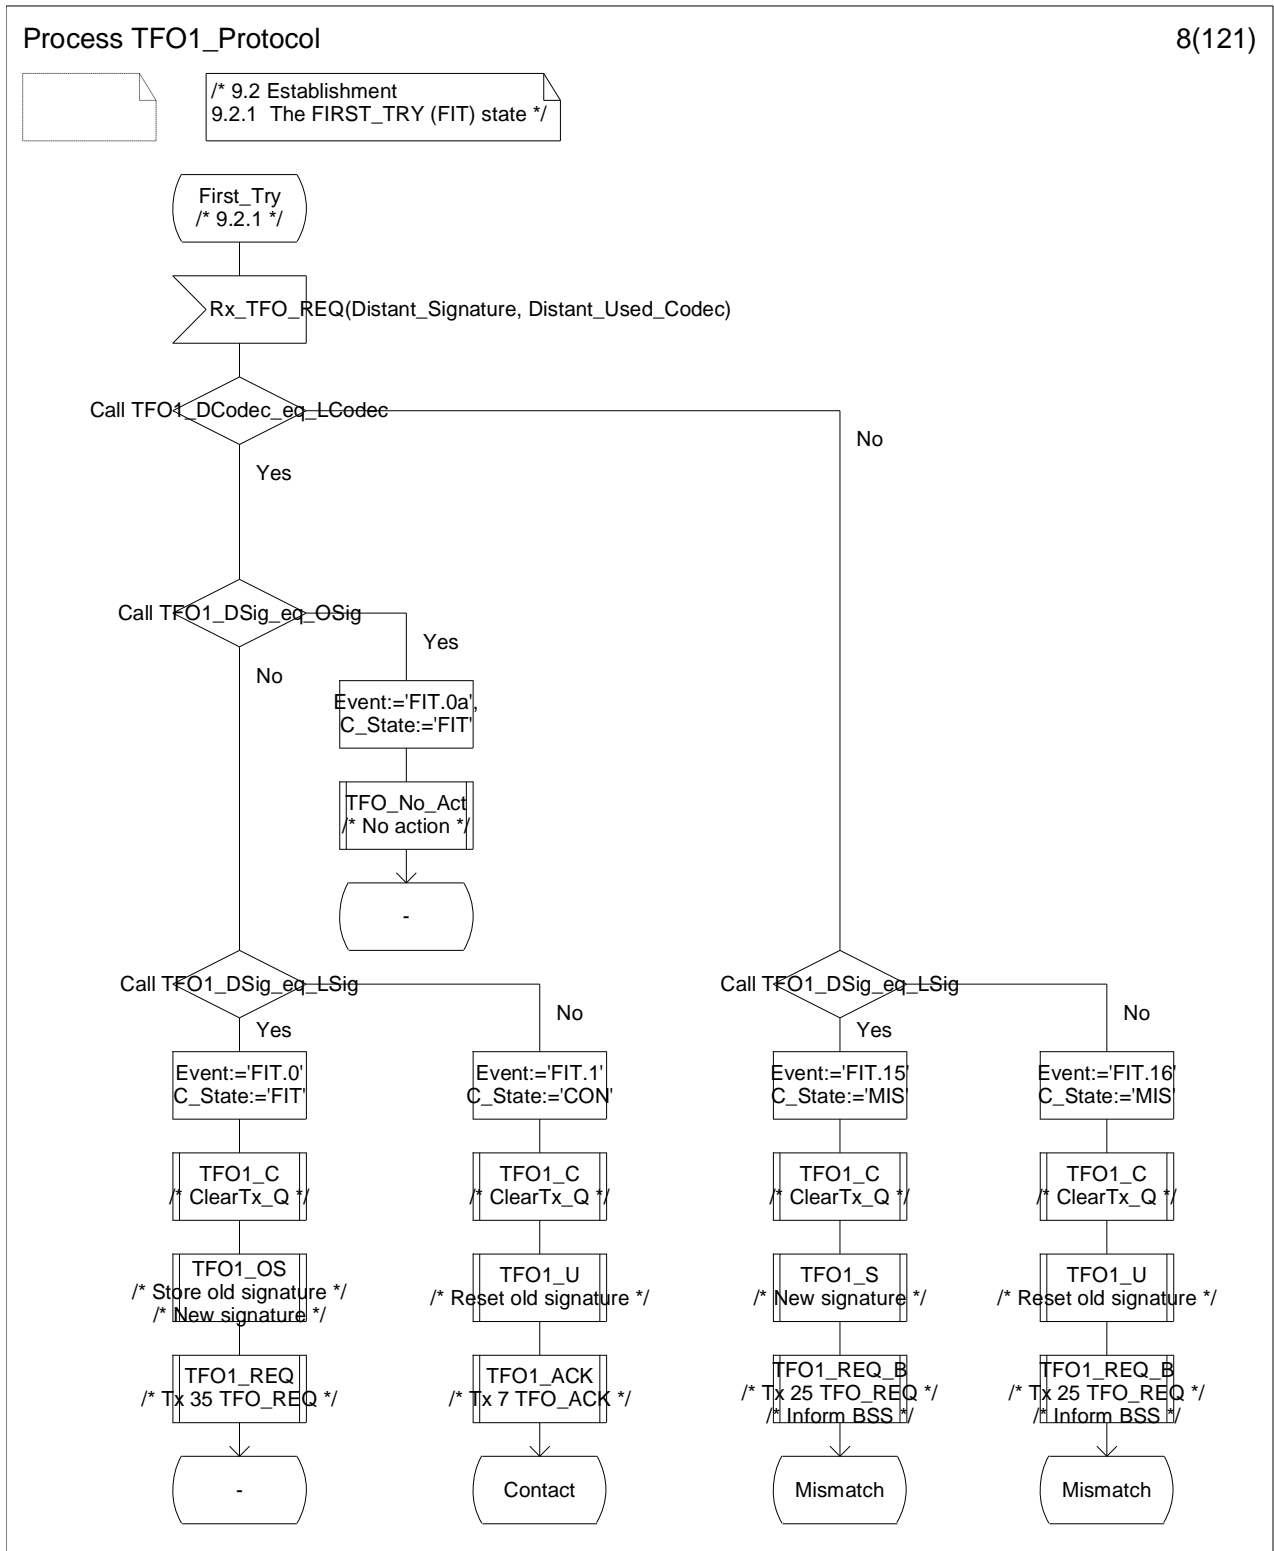 Process TFO1_Protocol
8(121)
/* 9.2 Establishment
9.2.1 The FIRST_TRY (FIT) state */
First_Try
/* 9.2.1 */
Rx_TFO_REQ(Distant_Signature, Distant_Used_Codec)
Call TFO1_DCodec_eq_LCodec
No
Yes
Call TFO1_DSig_eq_OSig
Yes
No
Event:='FIT.0a',
C_State:='FIT'
TFO_No_Act
/* No action */
-
Call TFO1_DSig_eq_LSig
No
Yes
Call TFO1_DSig_eq_LSig
No
Yes
Event:='FIT.0'
C_State:='FIT'
Event:='FIT.1'
C_State:='CON'
Event:='FIT.15'
C_State:='MIS'
Event:='FIT.16'
C_State:='MIS'
TFO1_C
/* ClearTx_Q */
TFO1_C
/* ClearTx_Q */
TFO1_C
/* ClearTx_Q */
TFO1_C
/* ClearTx_Q */
TFO1_OS
/* Store old signature */
/* New signature */
TFO1_U
/* Reset old signature */
TFO1_S
/* New signature */
TFO1_U
/* Reset old signature */
TFO1_REQ
/* Tx 35 TFO_REQ */
TFO1_ACK
/* Tx 7 TFO_ACK */
TFO1_REQ_B
/* Tx 25 TFO_REQ */
/* Inform BSS */
TFO1_REQ_B
/* Tx 25 TFO_REQ */
/* Inform BSS */
-
Contact
Mismatch
Mismatch